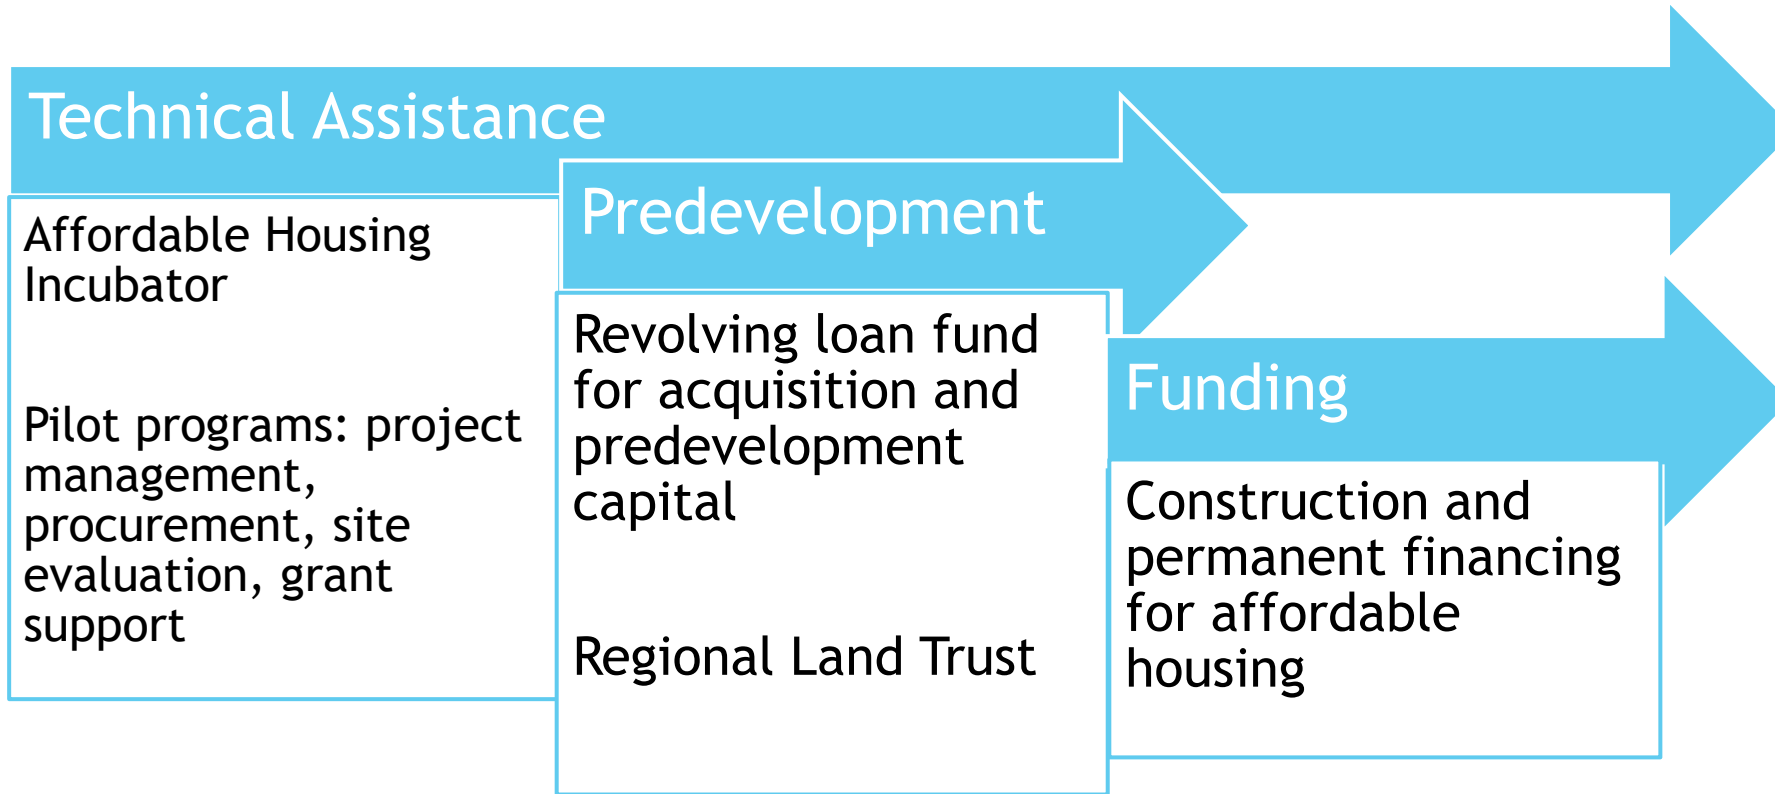 Technical Assistance
Affordable Housing
Incubator
Pilot programs: project
management,
procurement, site
evaluation, grant
support
Predevelopment
Revolving loan fund
for acquisition and
predevelopment
capital
Regional Land Trust
Funding
Construction and
permanent financing
for affordable
housing